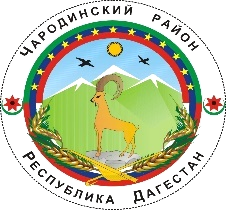 Чародинский район
Республика Дагестан